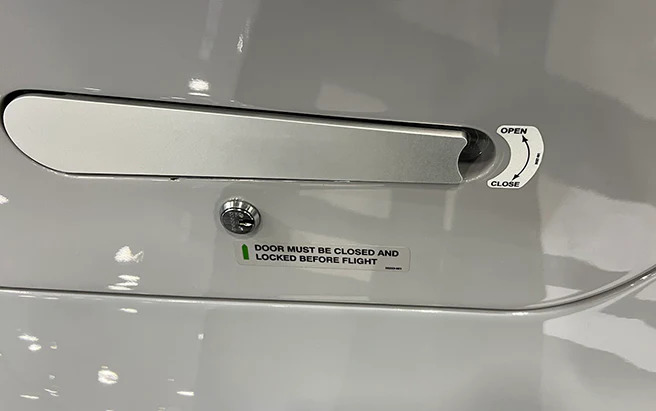 OPEN
CLOSE
DOOR MUST BE CLOSED AND
LOCKED BEFORE FLIGHT